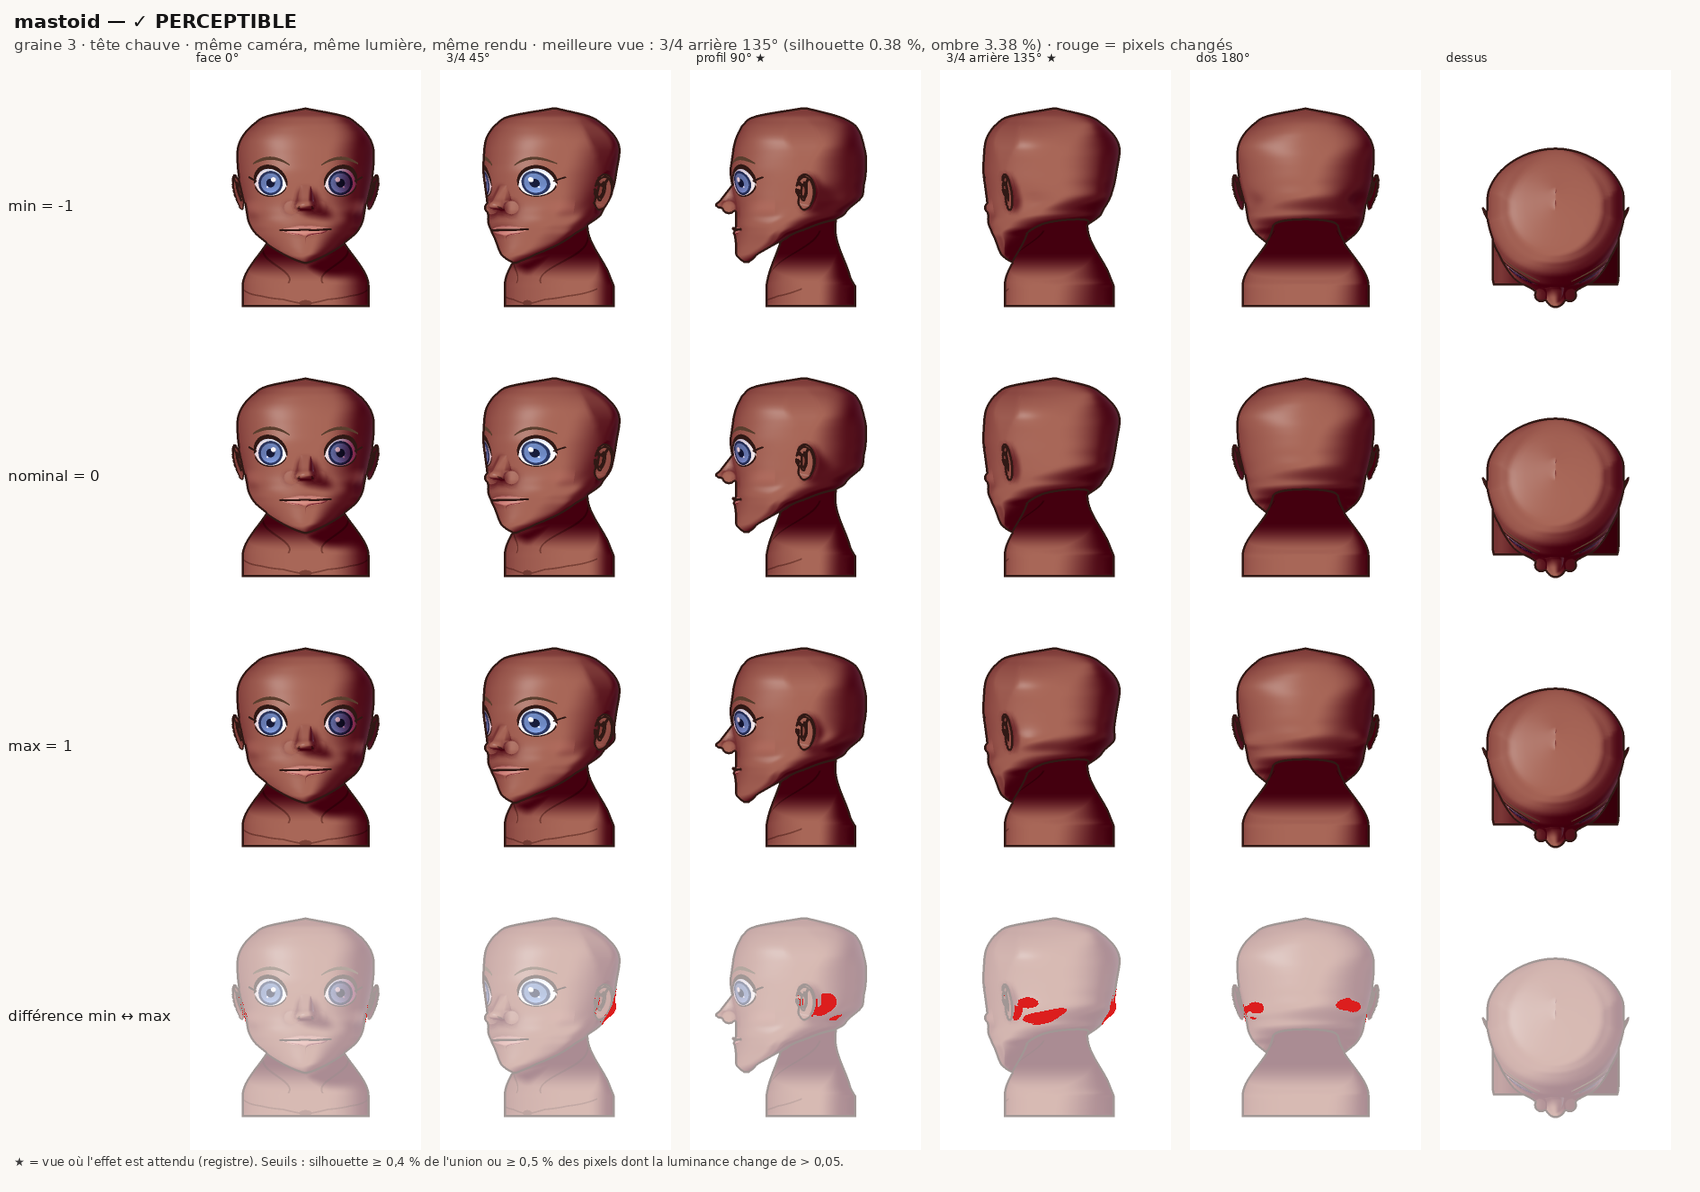 mastoid — ✓ PERCEPTIBLE
graine 3 · tête chauve · même caméra, même lumière, même rendu · meilleure vue : 3/4 arrière 135° (silhouette 0.38 %, ombre 3.38 %) · rouge = pixels changés
face 0° 3/4 45° profil 90° ★ 3/4 arrière 135° ★ dos 180° dessus
min = -1
nominal = 0
max = 1
différence min ↔ max
★ = vue où l'effet est attendu (registre). Seuils : silhouette ≥ 0,4 % de l'union ou ≥ 0,5 % des pixels dont la luminance change de > 0,05.